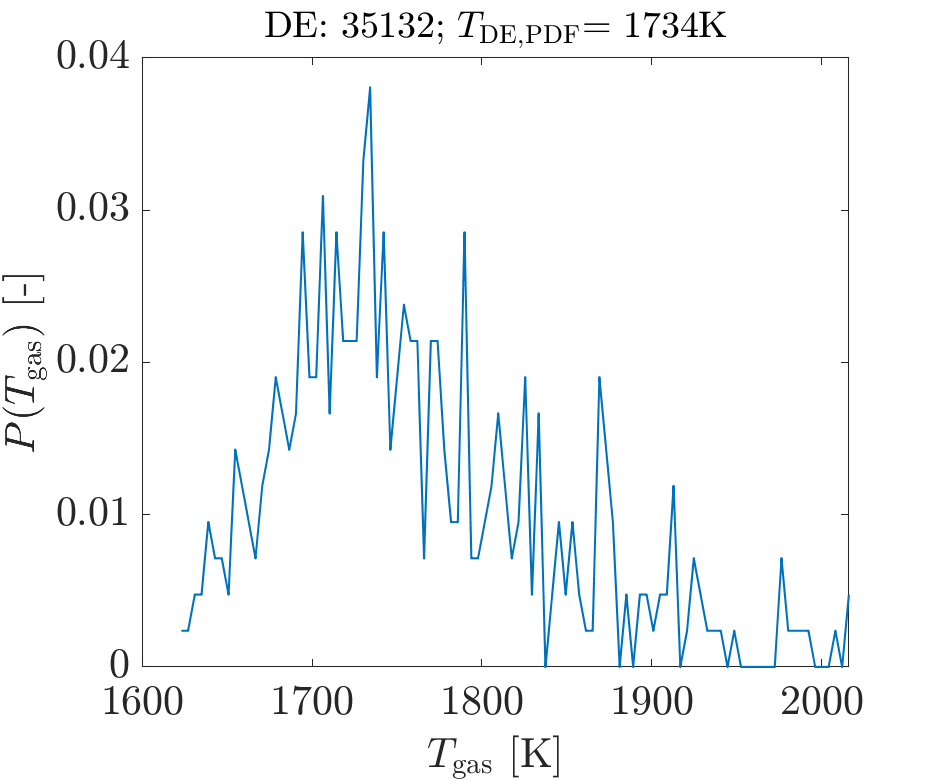 DE: 35132; T_DE,PDF= 1734K
0.04
0.03
0.02
0.01
0
P(T_gas) [-]
1600 1700 1800 1900 2000
T_gas [K]